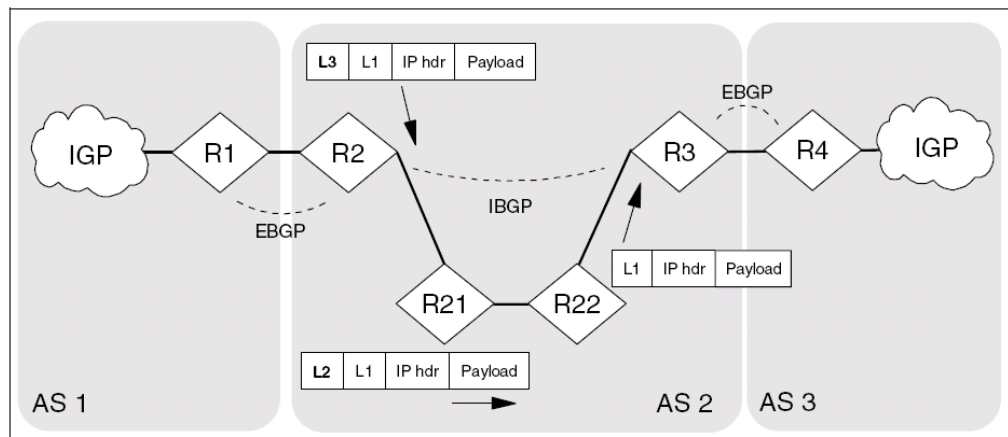 L3 L1 IP hdr Payload
EBGP
IGP R1 R2 R3 R4 IGP
IBGP
EBGP
L1 IP hdr Payload
R21 R22
L2 L1 IP hdr Payload
AS 1 AS 2 AS 3